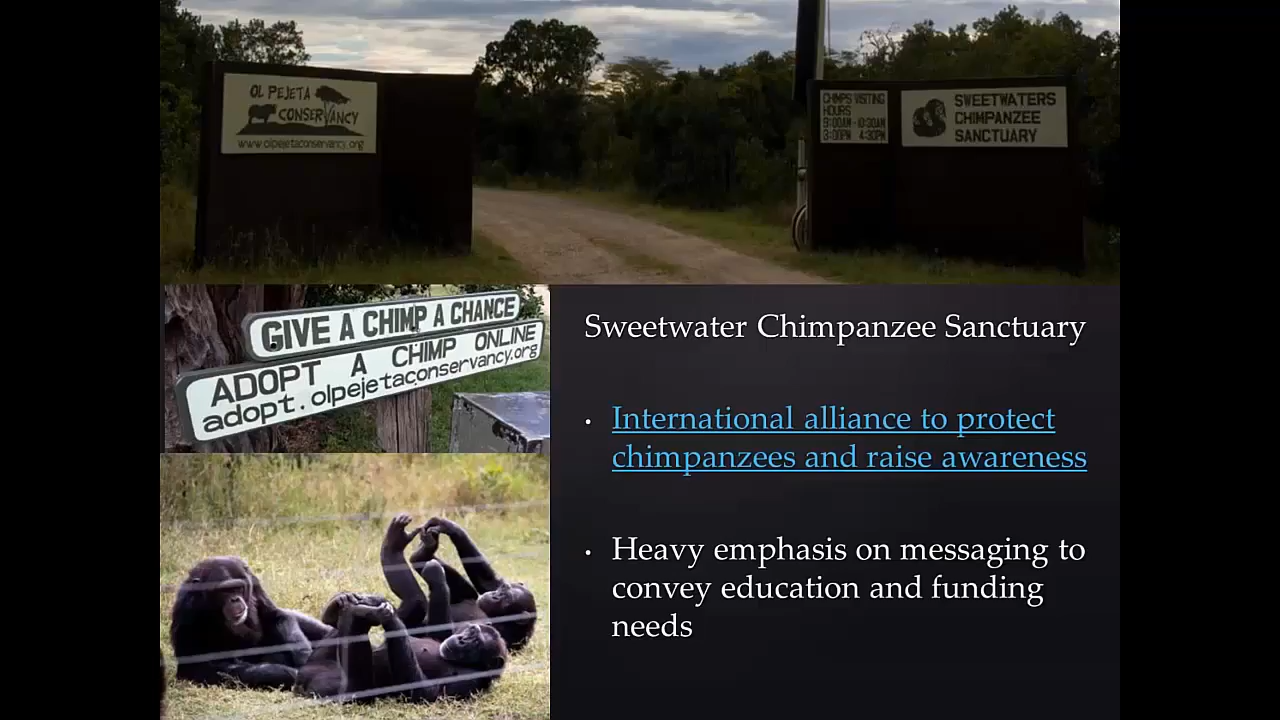 OL PEJETA
CONSERVANCY
www.olpejetaconservancy.org
CHIMPS VISITING
HOURS
9:00AM - 10:30AM
3:00PM 4:30PM
SWEETWATERS
CHIMPANZEE
SANCTUARY
GIVE A CHIMP A CHANCE
ADOPT A CHIMP ONLINE
adopt.olpejetaconservancy.org
Sweetwater Chimpanzee Sanctuary
• International alliance to protect
chimpanzees and raise awareness
• Heavy emphasis on messaging to
convey education and funding
needs